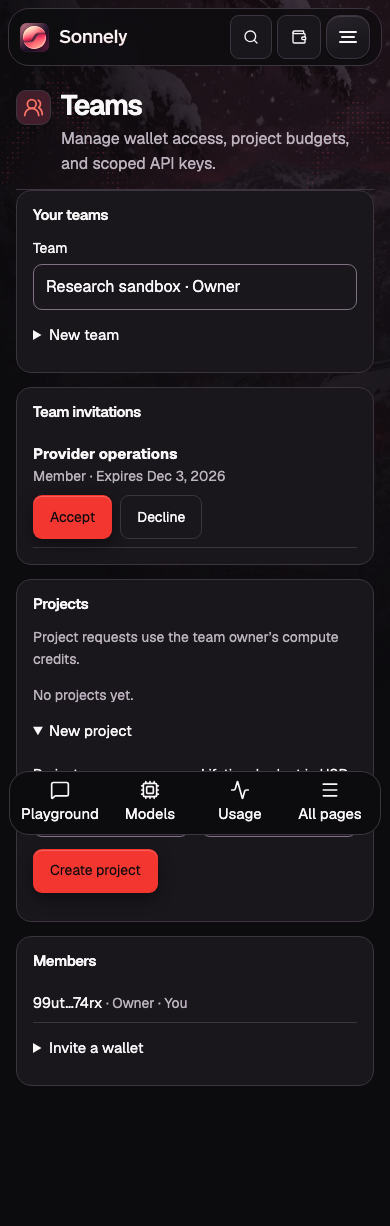 Sonnely
Teams
Manage wallet access, project budgets,
and scoped API keys.
Your teams
Team
Research sandbox · Owner
▶ New team
Team invitations
Provider operations
Member · Expires Dec 3, 2026
Accept
Decline
Projects
Project requests use the team owner's compute
credits.
No projects yet.
▼ New project
Playground
Models
Usage
All pages
Create project
Members
99ut…74rx · Owner · You
▶ Invite a wallet